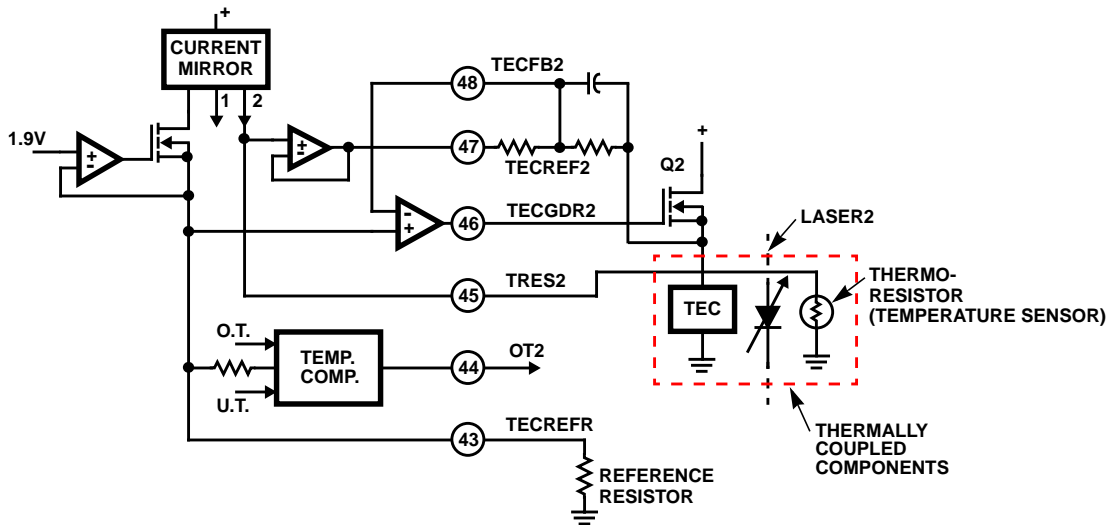 +
CURRENT
MIRROR
1
2
1.9V
+
-
+
-
48
TECFB2
47
TECREF2
+
Q2
-
+
46
TECGDR2
LASER2
45
TRES2
THERMO-
RESISTOR
(TEMPERATURE SENSOR)
TEC
O.T.
TEMP.
COMP.
U.T.
44
OT2
43
TECREFR
THERMALLY
COUPLED
COMPONENTS
REFERENCE
RESISTOR